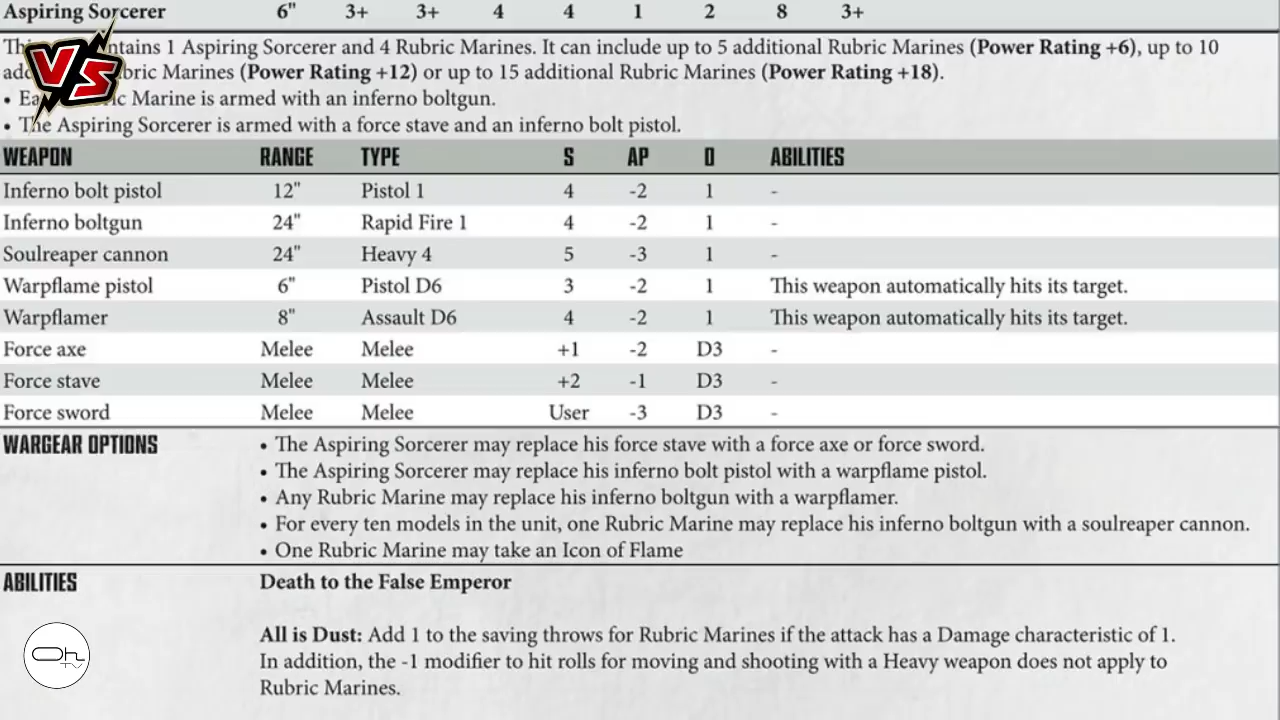 Aspiring Sorcerer 6" 3+ 3+ 4 4 1 2 8 3+
ntains 1 Aspiring Sorcerer and 4 Rubric Marines. It can include up to 5 additional Rubric Marines (Power Rating +6), up to 10
bric Marines (Power Rating +12) or up to 15 additional Rubric Marines (Power Rating +18).
VS
• Ea Marine is armed with an inferno boltgun.
• The Aspiring Sorcerer is armed with a force stave and an inferno bolt pistol.
WEAPON RANGE TYPE S AP D ABILITIES
Inferno bolt pistol 12" Pistol 1 4 -2 1 -
Inferno boltgun 24" Rapid Fire 1 4 -2 1 -
Soulreaper cannon 24" Heavy 4 5 -3 1 -
Warpflame pistol 6" Pistol D6 3 -2 1 This weapon automatically hits its target.
Warpflamer 8" Assault D6 4 -2 1 This weapon automatically hits its target.
Force axe Melee Melee +1 -2 D3 -
Force stave Melee Melee +2 -1 D3 -
Force sword Melee Melee User -3 D3 -
WARGEAR OPTIONS • The Aspiring Sorcerer may replace his force stave with a force axe or force sword.
• The Aspiring Sorcerer may replace his inferno bolt pistol with a warpflame pistol.
• Any Rubric Marine may replace his inferno boltgun with a warpflamer.
• For every ten models in the unit, one Rubric Marine may replace his inferno boltgun with a soulreaper cannon.
• One Rubric Marine may take an Icon of Flame
ABILITIES Death to the False Emperor
All is Dust: Add 1 to the saving throws for Rubric Marines if the attack has a Damage characteristic of 1.
In addition, the -1 modifier to hit rolls for moving and shooting with a Heavy weapon does not apply to
Rubric Marines.
TV